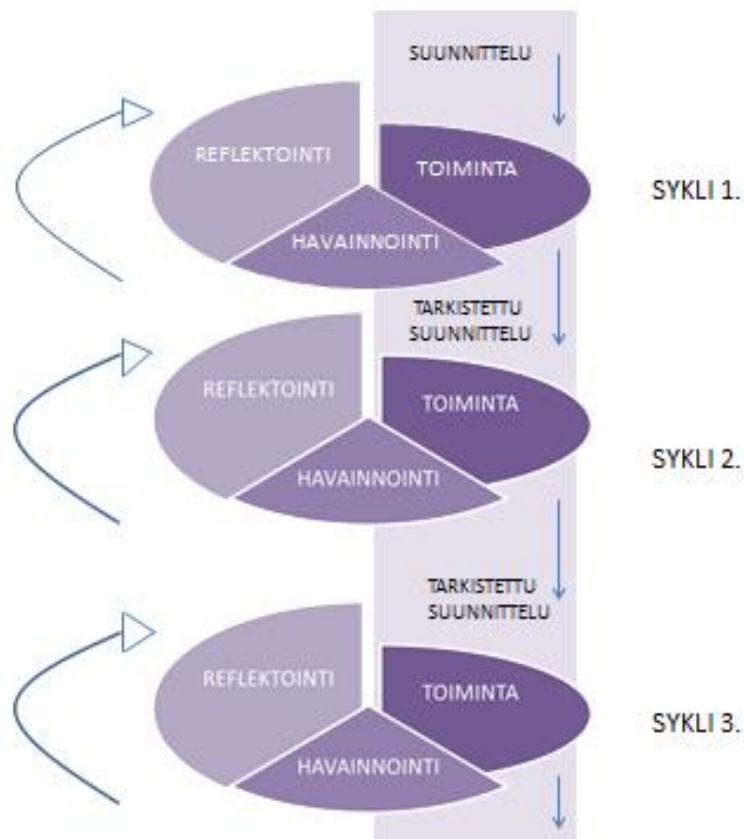 SUUNNITTELU
REFLEKTOINTI
TOIMINTA
SYKLI 1.
HAVAINNOINTI
TARKISTETTU
SUUNNITTELU
REFLEKTOINTI
TOIMINTA
SYKLI 2.
HAVAINNOINTI
TARKISTETTU
SUUNNITTELU
REFLEKTOINTI
TOIMINTA
SYKLI 3.
HAVAINNOINTI